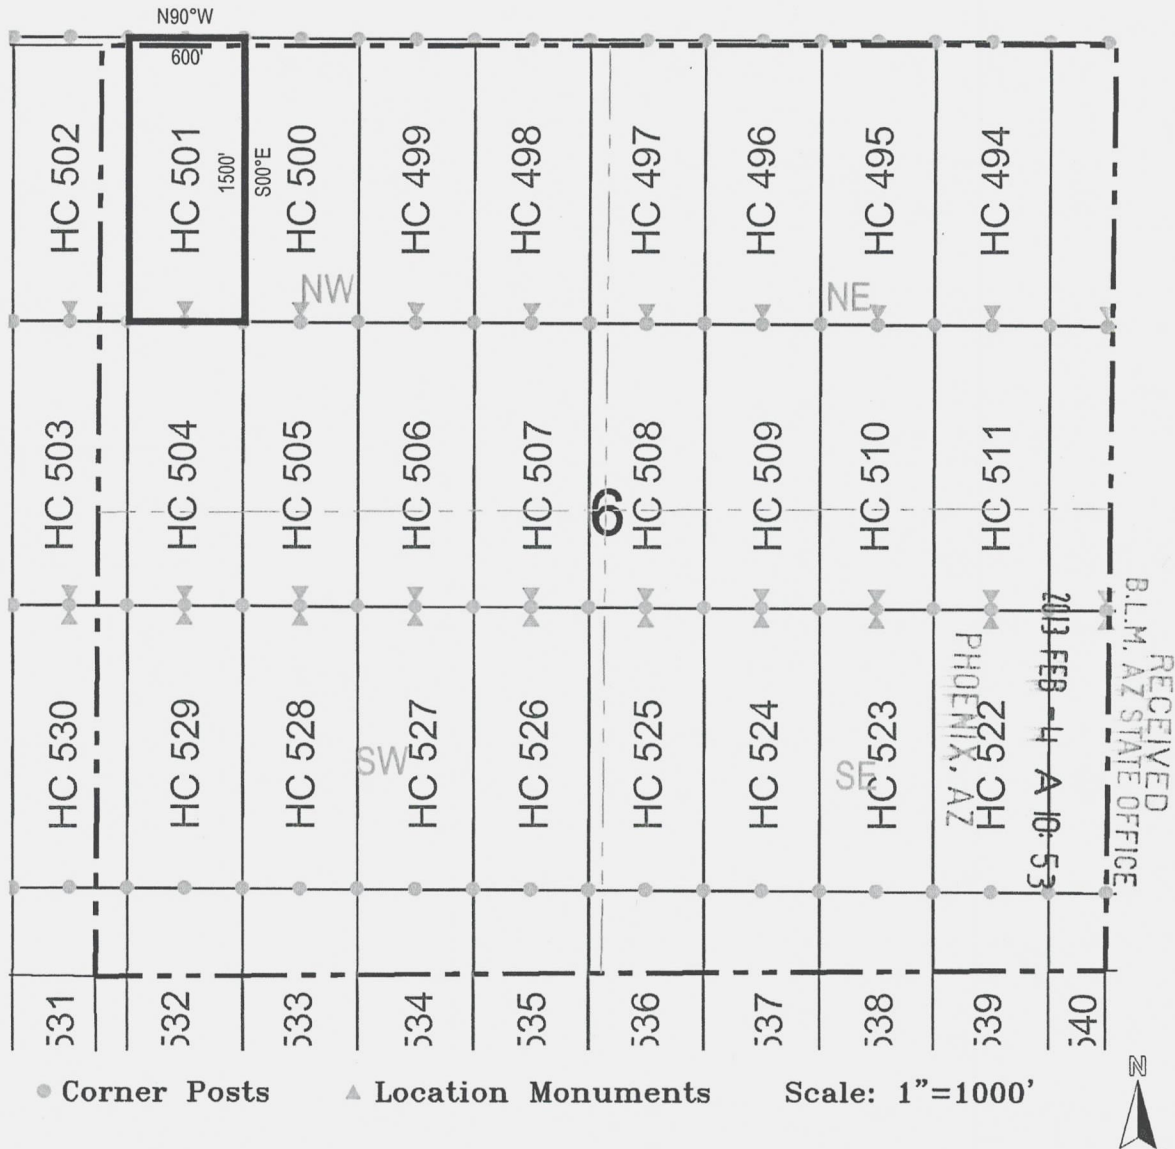 N90°W
600'
1500'
S00°E
HC 502
HC 501
HC 500
HC 499
HC 498
HC 497
HC 496
HC 495
HC 494
NW
NE
HC 503
HC 504
HC 505
HC 506
HC 507
6
HC 508
HC 509
HC 510
HC 511
HC 530
HC 529
HC 528
HC 527
HC 526
HC 525
HC 524
HC 523
HC 522
SW
SE
RECEIVED
B.L.M. AZ STATE OFFICE
2013 FEB -4 A 10:53
PHOENIX, AZ
531
532
533
534
535
536
537
538
539
540
Corner Posts
Location Monuments
Scale: 1”=1000’
N